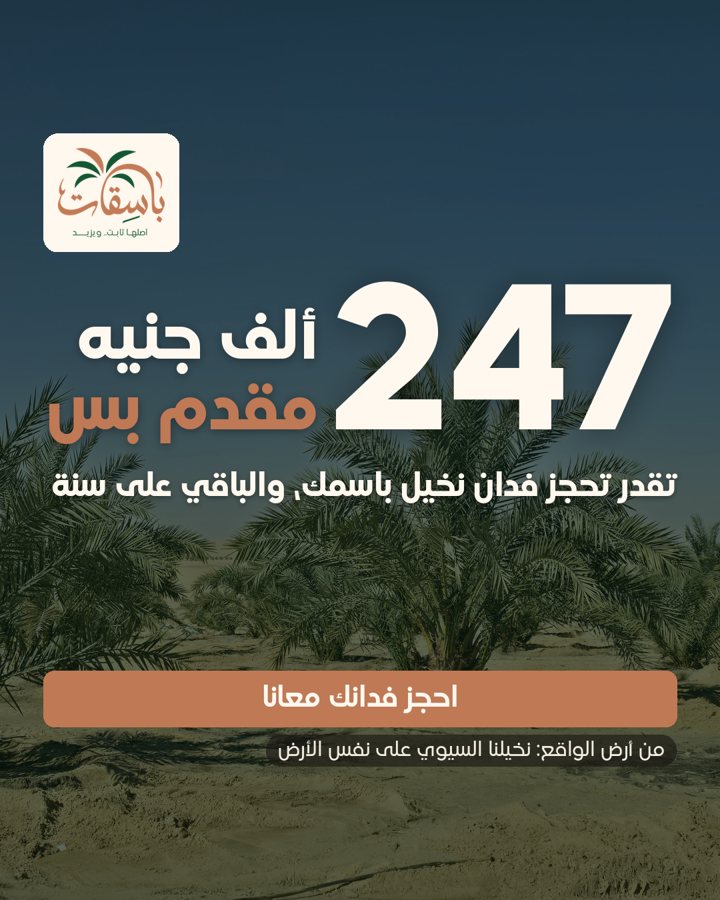 باسقات
اصلها ثابت.. ويزيد
247 ألف جنيه
مقدم بس
تقدر تحجز فدان نخيل باسمك, والباقي على سنة
احجز فدانك معانا
من أرض الواقع: نخيلنا السيوي على نفس الأرض